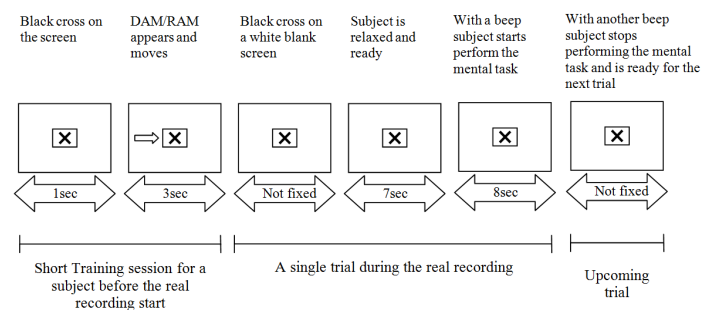 Black cross on
the screen
DAM/RAM
appears and
moves
Black cross on
a white blank
screen
Subject is
relaxed and
ready
With a beep
subject starts
perform the
mental task
With another beep
subject stops
performing the mental
task and is ready for the
next trial
1sec
3sec
Not fixed
7sec
8sec
Not fixed
Short Training session for a
subject before the real
recording start
A single trial during the real recording
Upcoming
trial